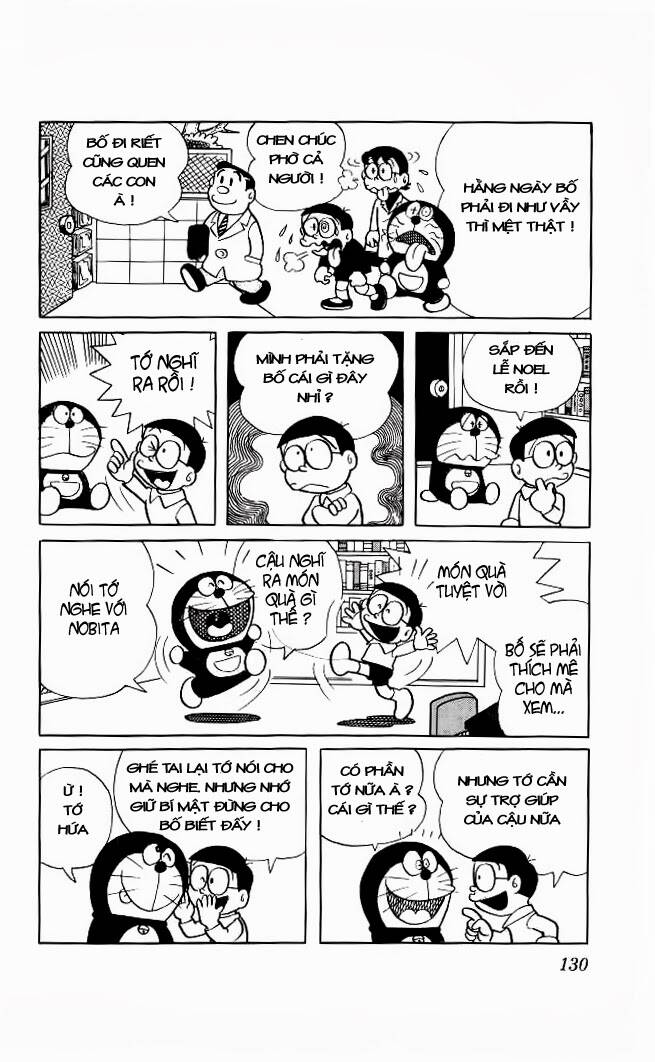 HẰNG NGÀY BỐ
PHẢI ĐI NHƯ VẦY
THÌ MỆT THẬT !
CHEN CHÚC
PHỜ CẢ
NGƯỜI !
BỐ ĐI RIẾT
CŨNG QUEN
CÁC CON
À !
SẮP ĐẾN
LỄ NOEL
RỒI !
MÌNH PHẢI TẶNG
BỐ CÁI GÌ ĐÂY
NHỈ ?
TỚ NGHĨ
RA RỒI !
MÓN QUÀ
TUYỆT VỜI
BỐ SẼ PHẢI
THÍCH MÊ
CHO MÀ
XEM...
CẬU NGHĨ
RA MÓN
QUÀ GÌ
THẾ ?
NÓI TỚ
NGHE VỚI
NOBITA
NHƯNG TỚ CẦN
SỰ TRỢ GIÚP
CỦA CẬU NỮA
CÓ PHẦN
TỚ NỮA À ?
CÁI GÌ THẾ ?
GHÉ TAI LẠI TỚ NÓI CHO
MÀ NGHE. NHƯNG NHỚ
GIỮ BÍ MẬT ĐỪNG CHO
BỐ BIẾT ĐẤY !
Ừ !
TỚ
HỨA
130